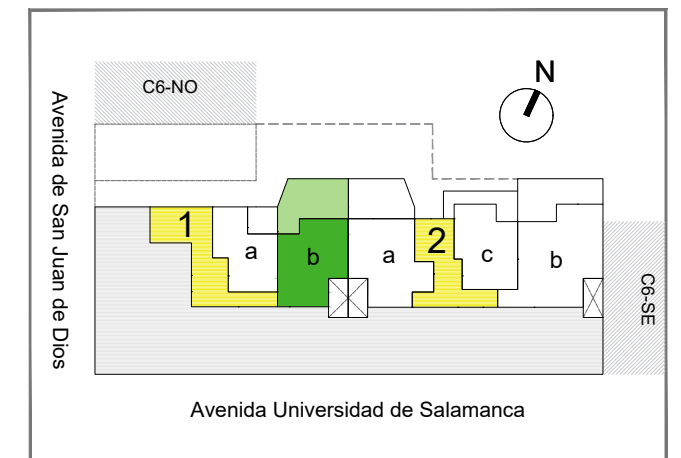 N
C6-NO
Avenida de San Juan de Dios
1
a
b
a
2
c
b
C6-SE
Avenida Universidad de Salamanca